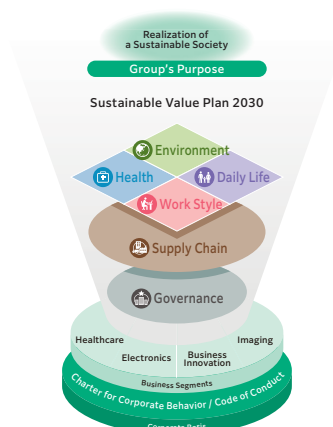 Realization of
a Sustainable Society
Group's Purpose
Sustainable Value Plan 2030
Environment
Health
Daily Life
Work Style
Supply Chain
Governance
Healthcare
Imaging
Electronics
Business
Innovation
Business Segments
Charter for Corporate Behavior / Code of Conduct